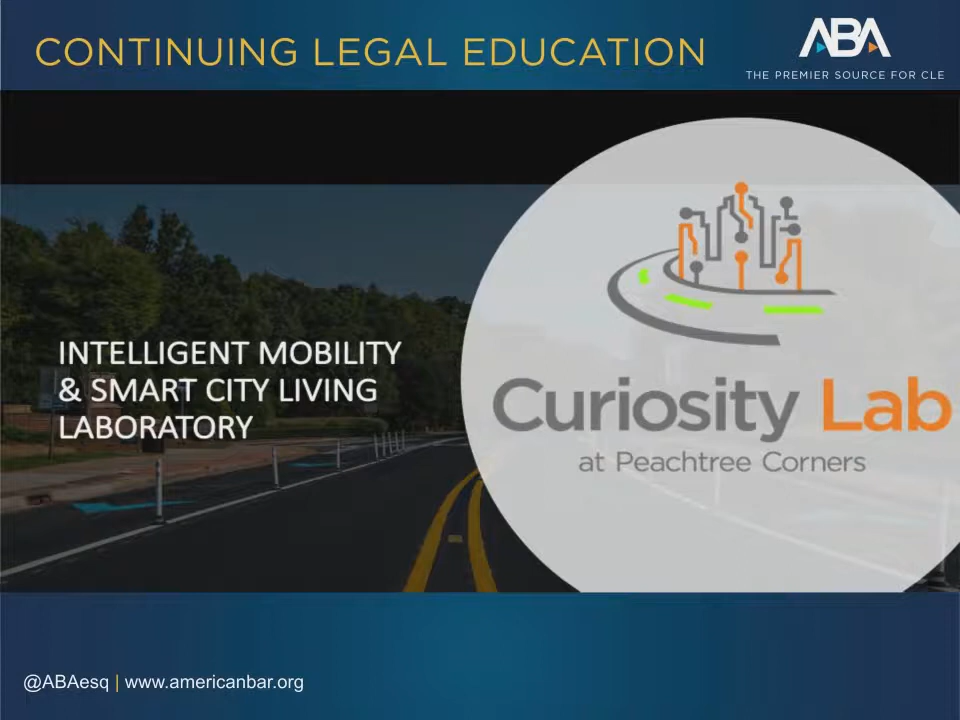 CONTINUING LEGAL EDUCATION
ABA
THE PREMIER SOURCE FOR CLE
INTELLIGENT MOBILITY
& SMART CITY LIVING
LABORATORY
Curiosity Lab
at Peachtree Corners
@ABAesq | www.americanbar.org